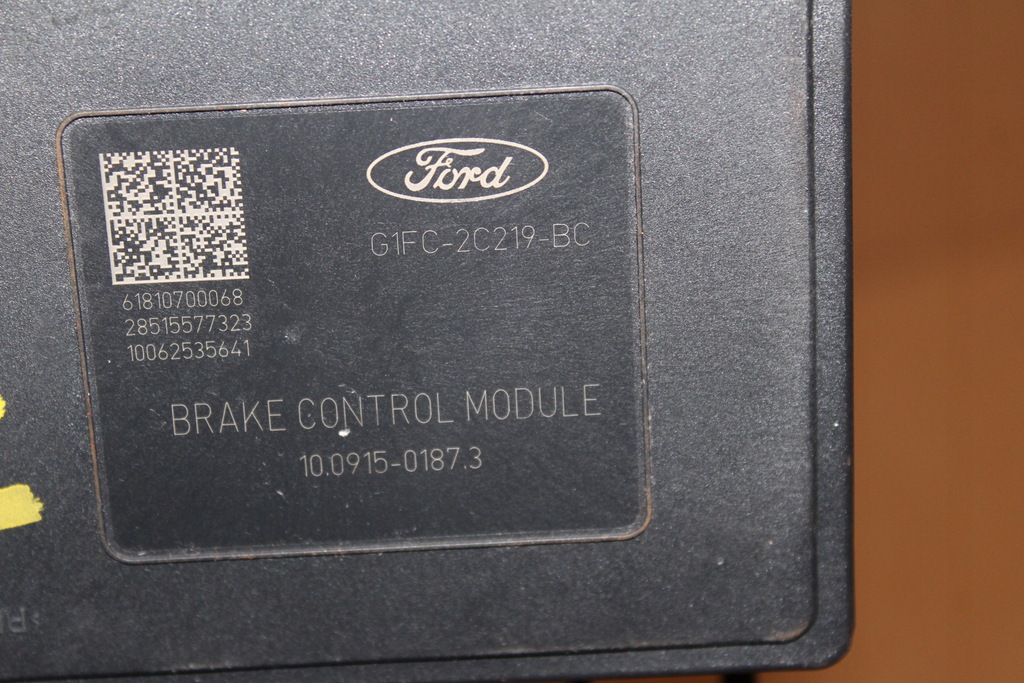 Ford
G1FC-2C219-BC
61810700068
28515577323
10062535641
BRAKE CONTROL MODULE
10.0915-0187.3